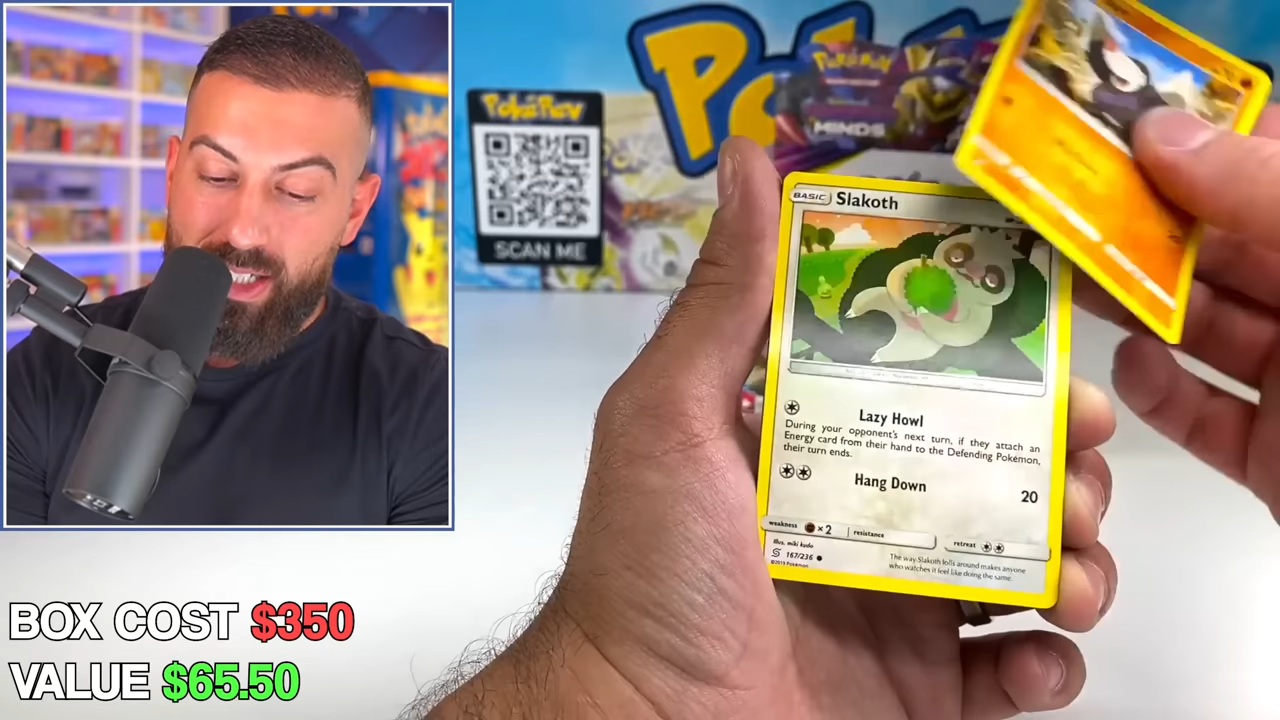 PokeRev
SCAN ME
Pokémon
MINDS
BASIC Slakoth
Lazy Howl
During your opponent's next turn, if they attach an
Energy card from their hand to the Defending Pokémon,
their turn ends.
Hang Down 20
weakness ×2 resistance retreat
Illus. miki kudo
167/236
©2019 Pokémon
The way Slakoth lolls around makes anyone
who watches it feel like doing the same.
BOX COST $350
VALUE $65.50